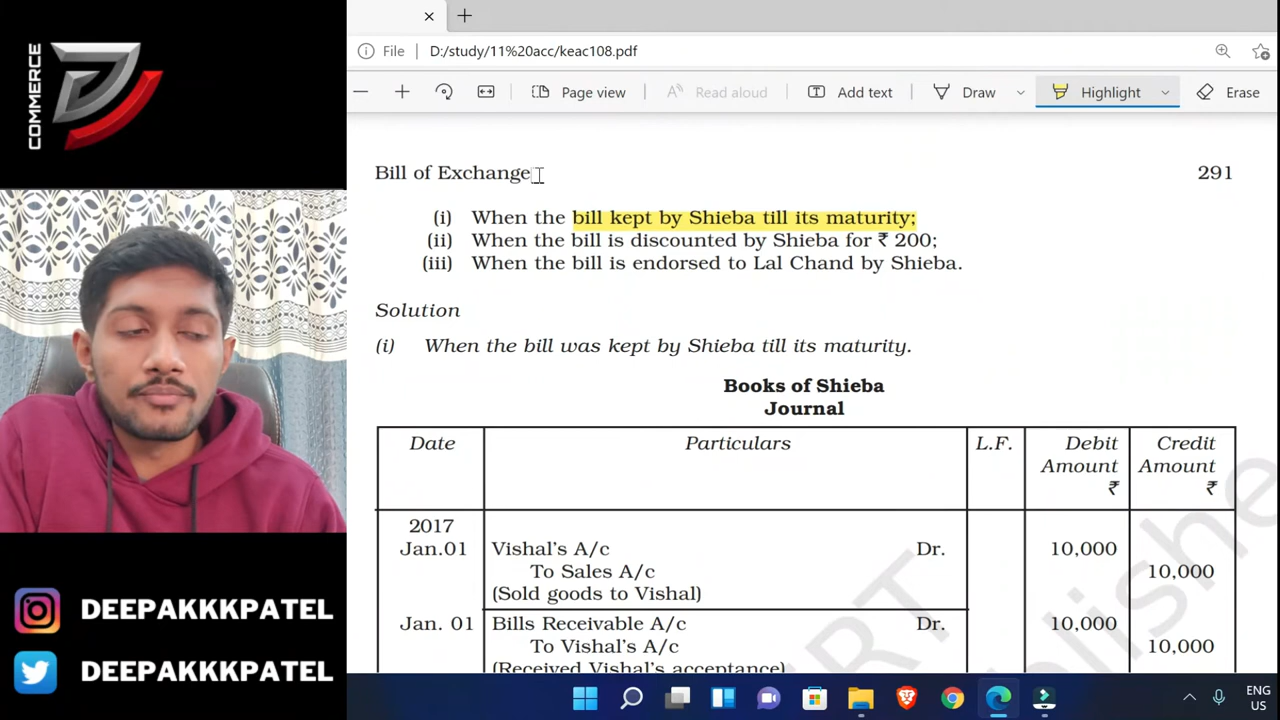 COMMERCE
File D:/study/11%20acc/keac108.pdf
Page view Read aloud Add text Draw Highlight Erase
Bill of Exchange 291
(i) When the bill kept by Shieba till its maturity;
(ii) When the bill is discounted by Shieba for ₹ 200;
(iii) When the bill is endorsed to Lal Chand by Shieba.
Solution
(i) When the bill was kept by Shieba till its maturity.
Books of Shieba
Journal
Date Particulars L.F. Debit Credit
Amount Amount
₹ ₹
2017
Jan.01 Vishal's A/c Dr. 10,000
To Sales A/c 10,000
(Sold goods to Vishal)
Jan. 01 Bills Receivable A/c Dr. 10,000
To Vishal's A/c 10,000
(Received Vishal's acceptance)
DEEPAKKKPATEL
DEEPAKKKPATEL
ENG
US